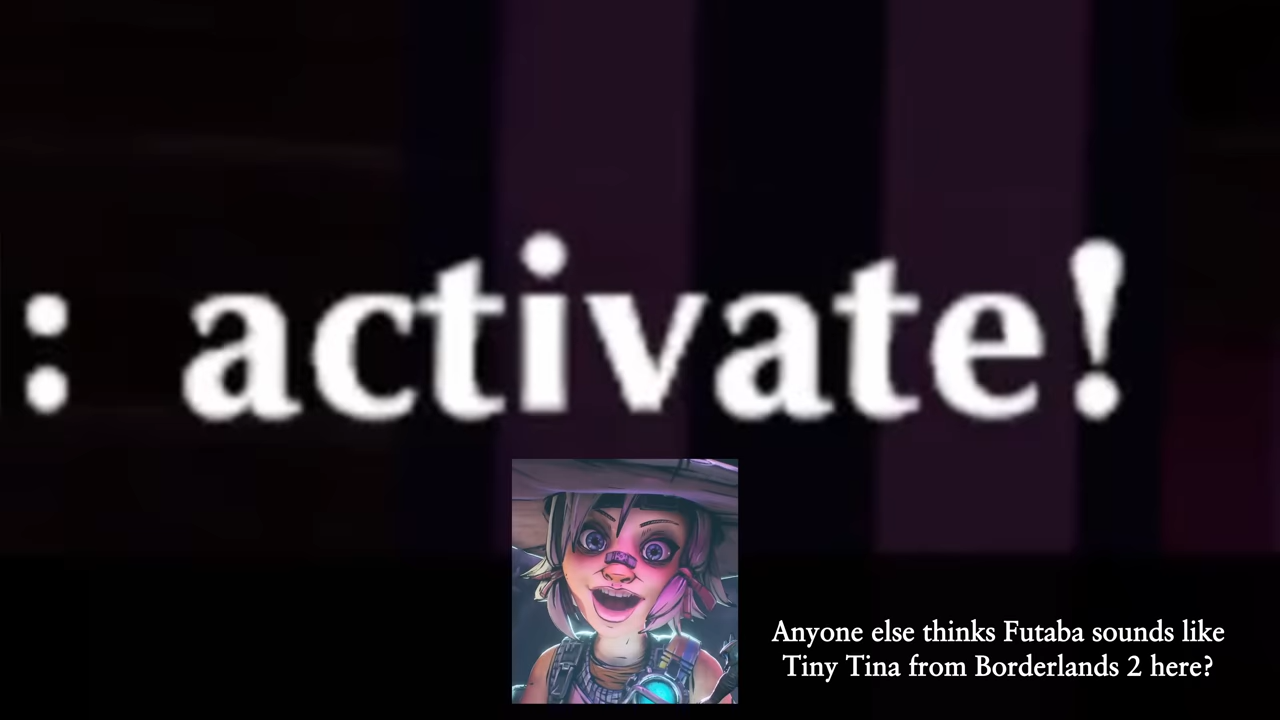 : activate!
Anyone else thinks Futaba sounds like
Tiny Tina from Borderlands 2 here?